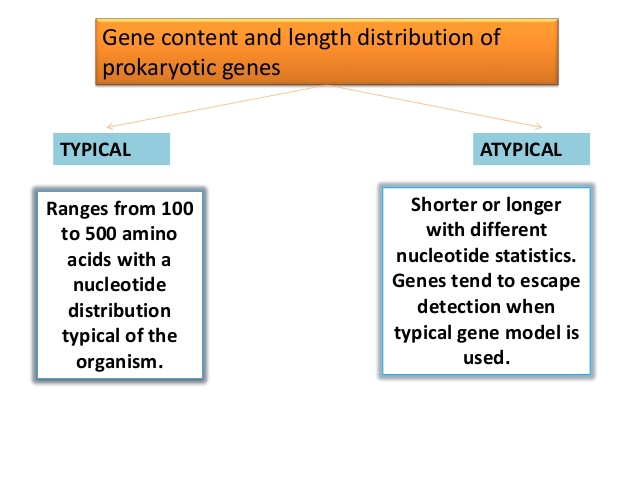 Gene content and length distribution of
prokaryotic genes
TYPICAL
ATYPICAL
Ranges from 100
to 500 amino
acids with a
nucleotide
distribution
typical of the
organism.
Shorter or longer
with different
nucleotide statistics.
Genes tend to escape
detection when
typical gene model is
used.